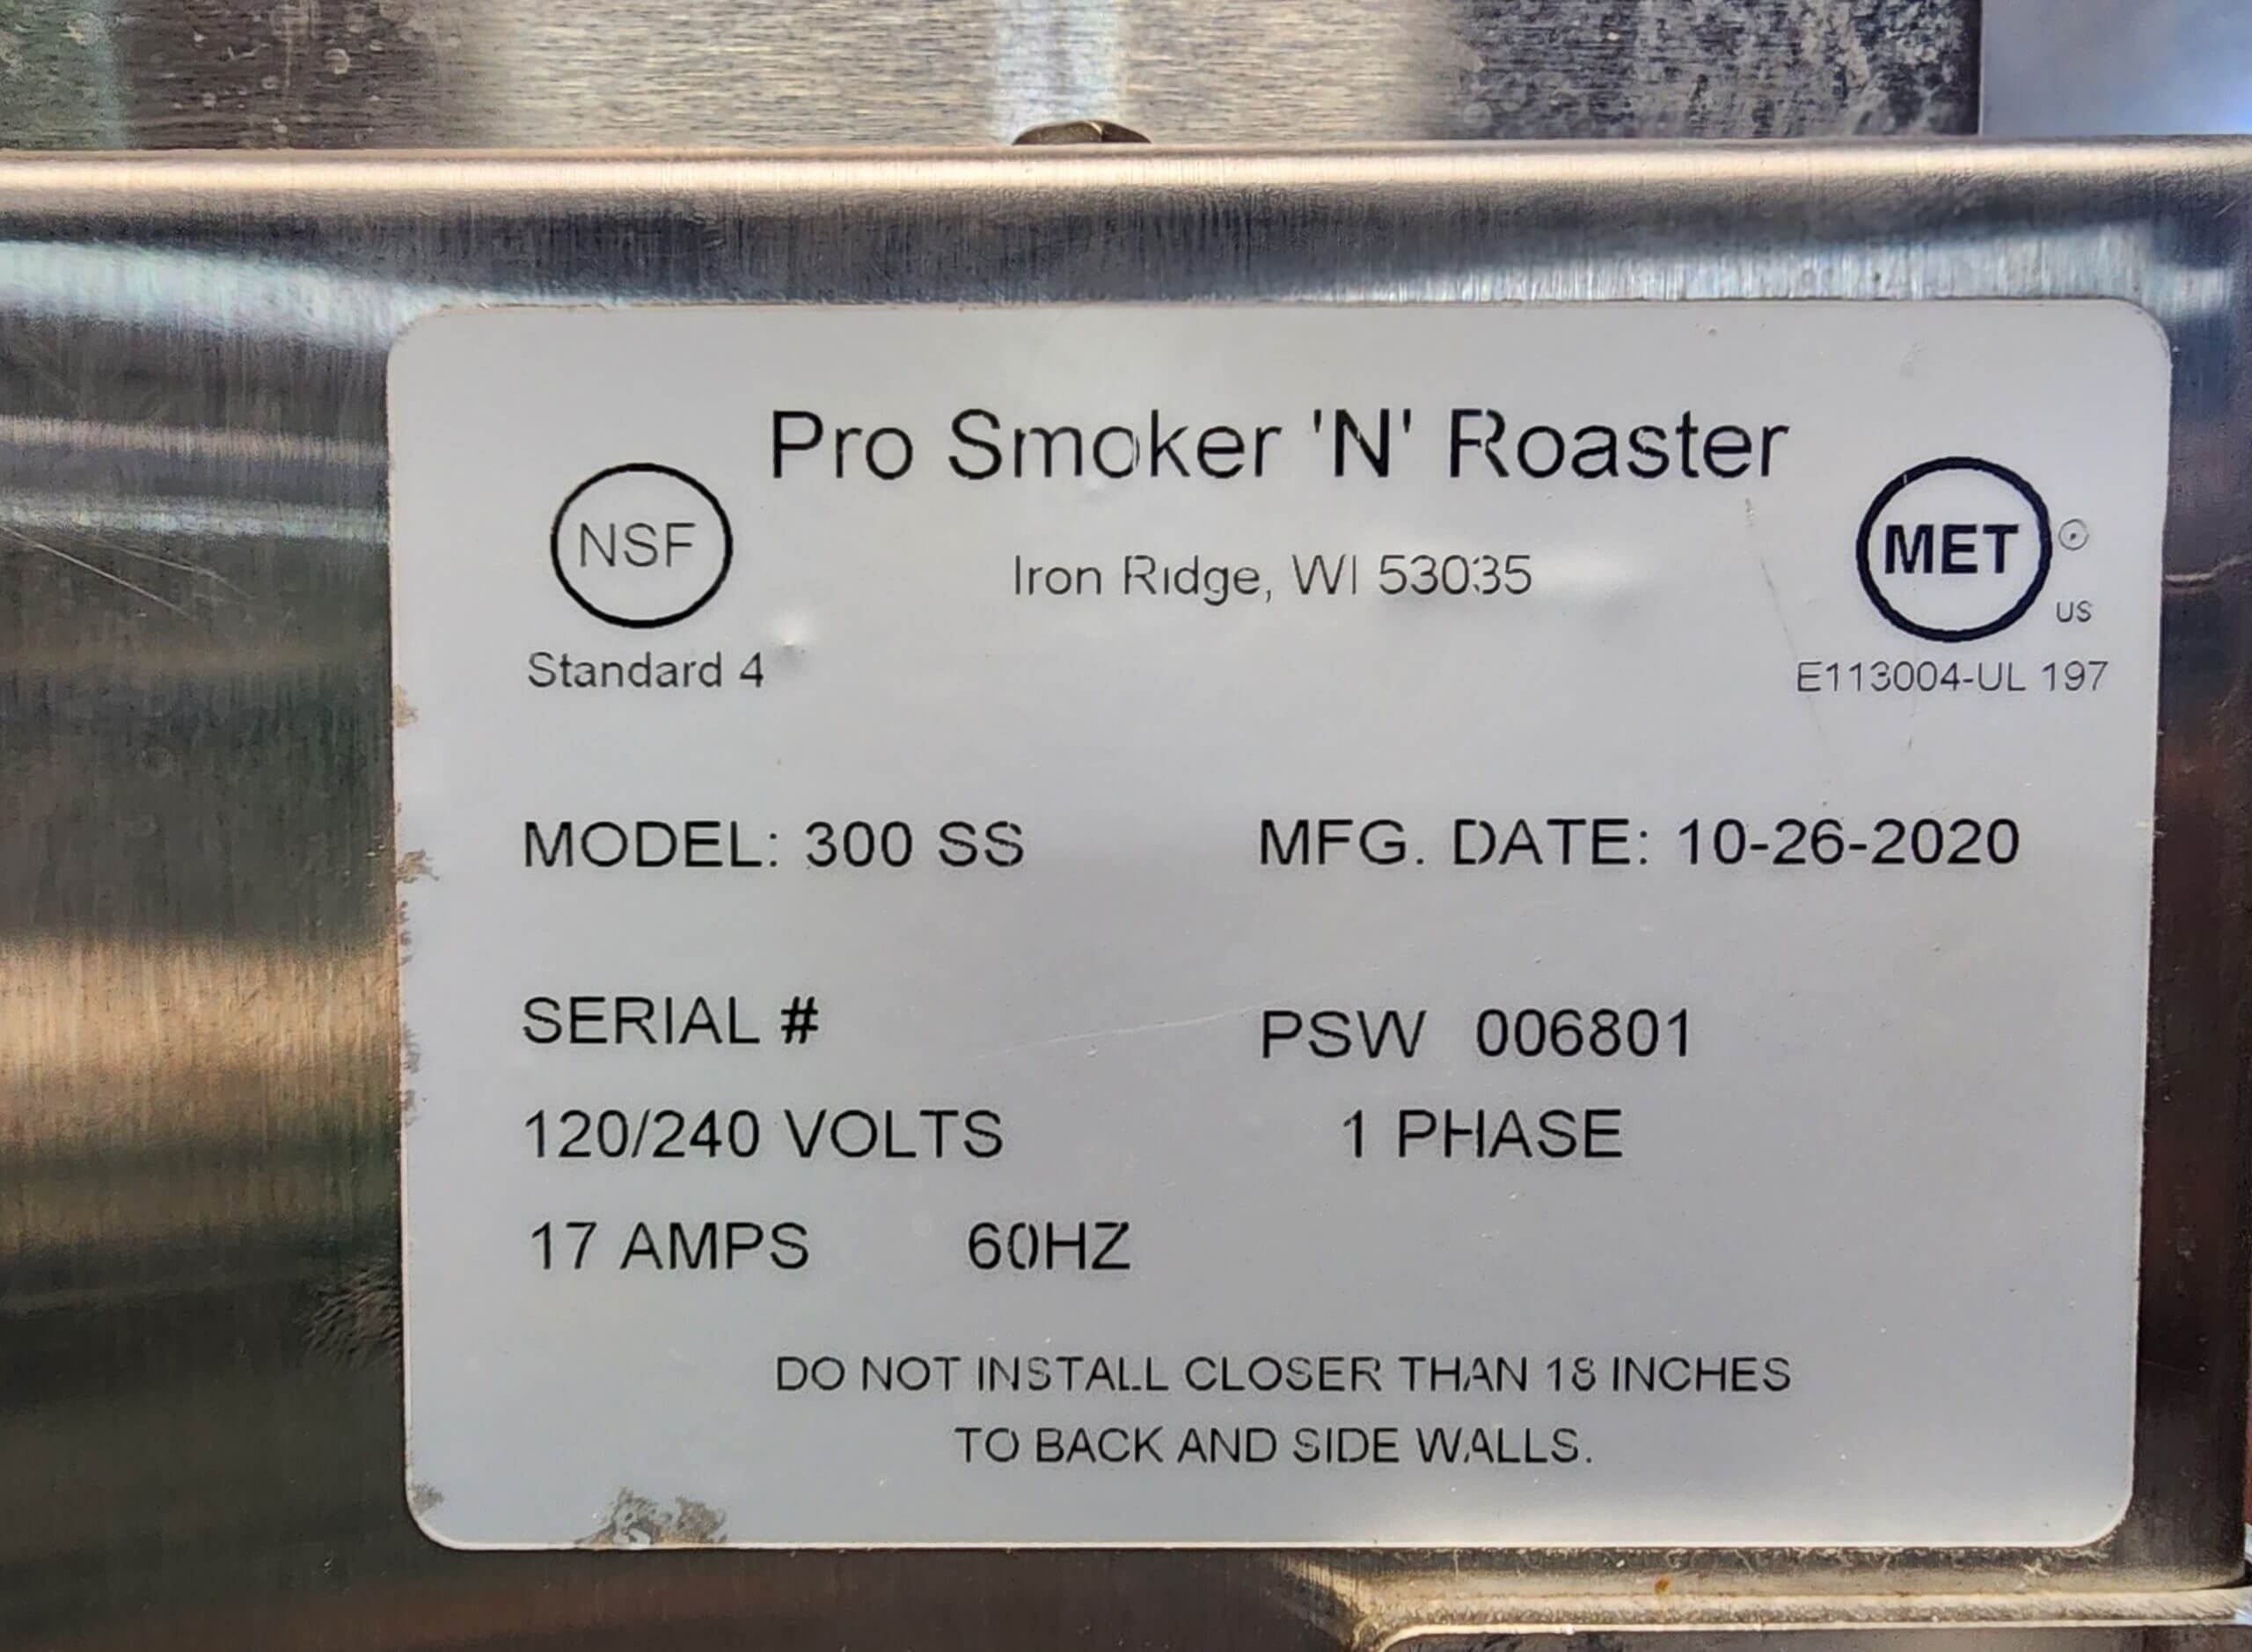 Pro Smoker 'N' Roaster
NSF
MET
Iron Ridge, WI 53035
US
Standard 4
E113004-UL 197
MODEL: 300 SS MFG. DATE: 10-26-2020
SERIAL # PSW 006801
120/240 VOLTS 1 PHASE
17 AMPS 60HZ
DO NOT INSTALL CLOSER THAN 18 INCHES
TO BACK AND SIDE WALLS.